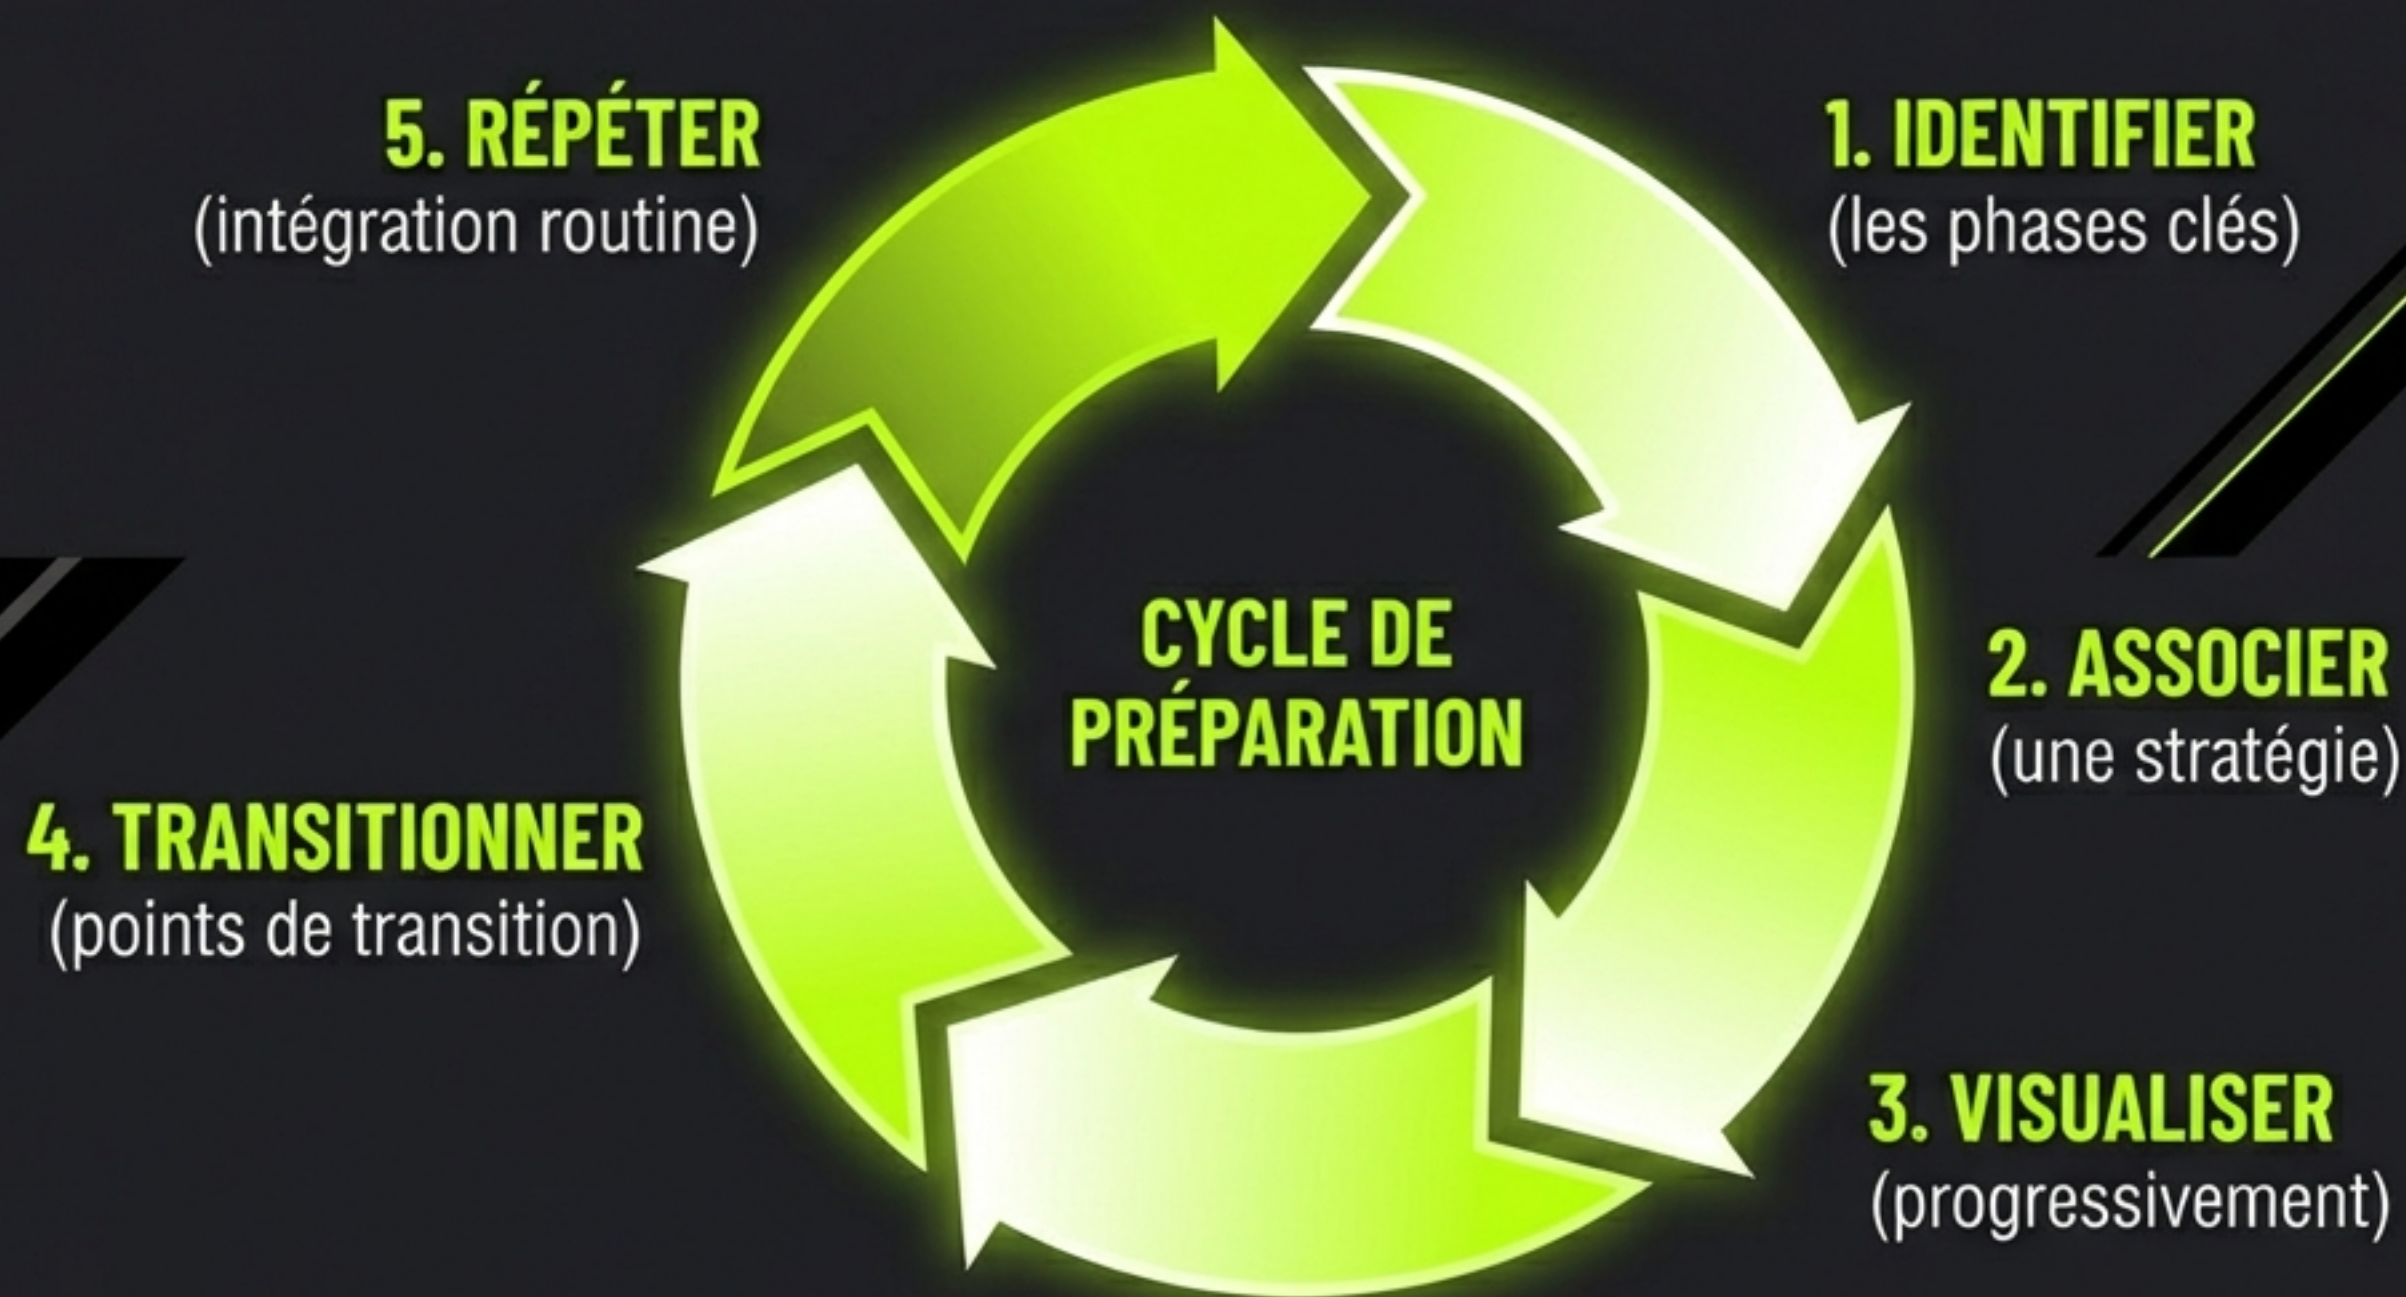 1. IDENTIFIER
(les phases clés)
2. ASSOCIER
(une stratégie)
3. VISUALISER
(progressivement)
4. TRANSITIONNER
(points de transition)
5. RÉPÉTER
(intégration routine)
CYCLE DE
PRÉPARATION